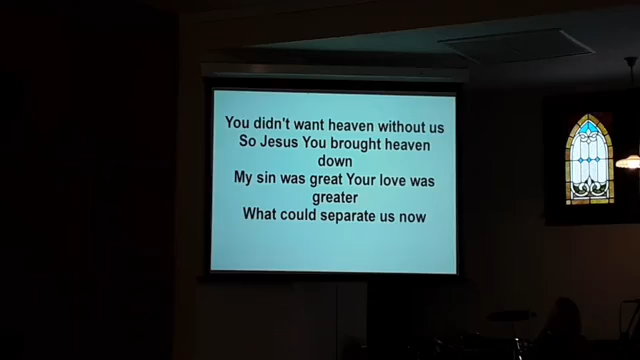 You didn't want heaven without us
So Jesus You brought heaven
down
My sin was great Your love was
greater
What could separate us now